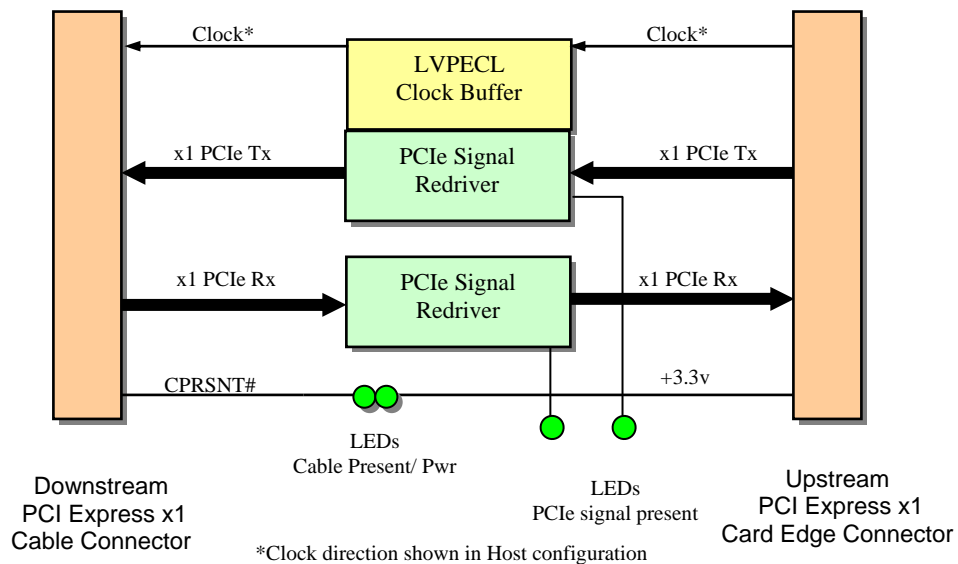 Clock*
Clock*
LVPECL
Clock Buffer
x1 PCIe Tx
PCIe Signal
Redriver
x1 PCIe Tx
x1 PCIe Rx
PCIe Signal
Redriver
x1 PCIe Rx
CPRSNT#
+3.3v
LEDs
Cable Present/ Pwr
LEDs
PCIe signal present
Downstream
PCI Express x1
Cable Connector
Upstream
PCI Express x1
Card Edge Connector
*Clock direction shown in Host configuration